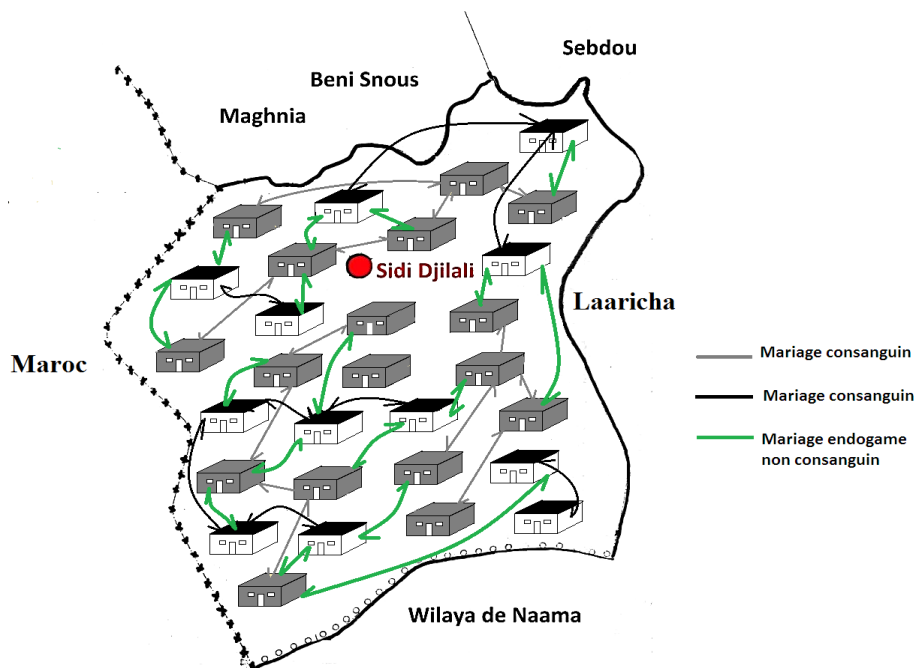 Sebdou
Beni Snous
Maghnia
Sidi Djilali
Laaricha
Maroc
Mariage consanguin
Mariage consanguin
Mariage endogame
non consanguin
Wilaya de Naama